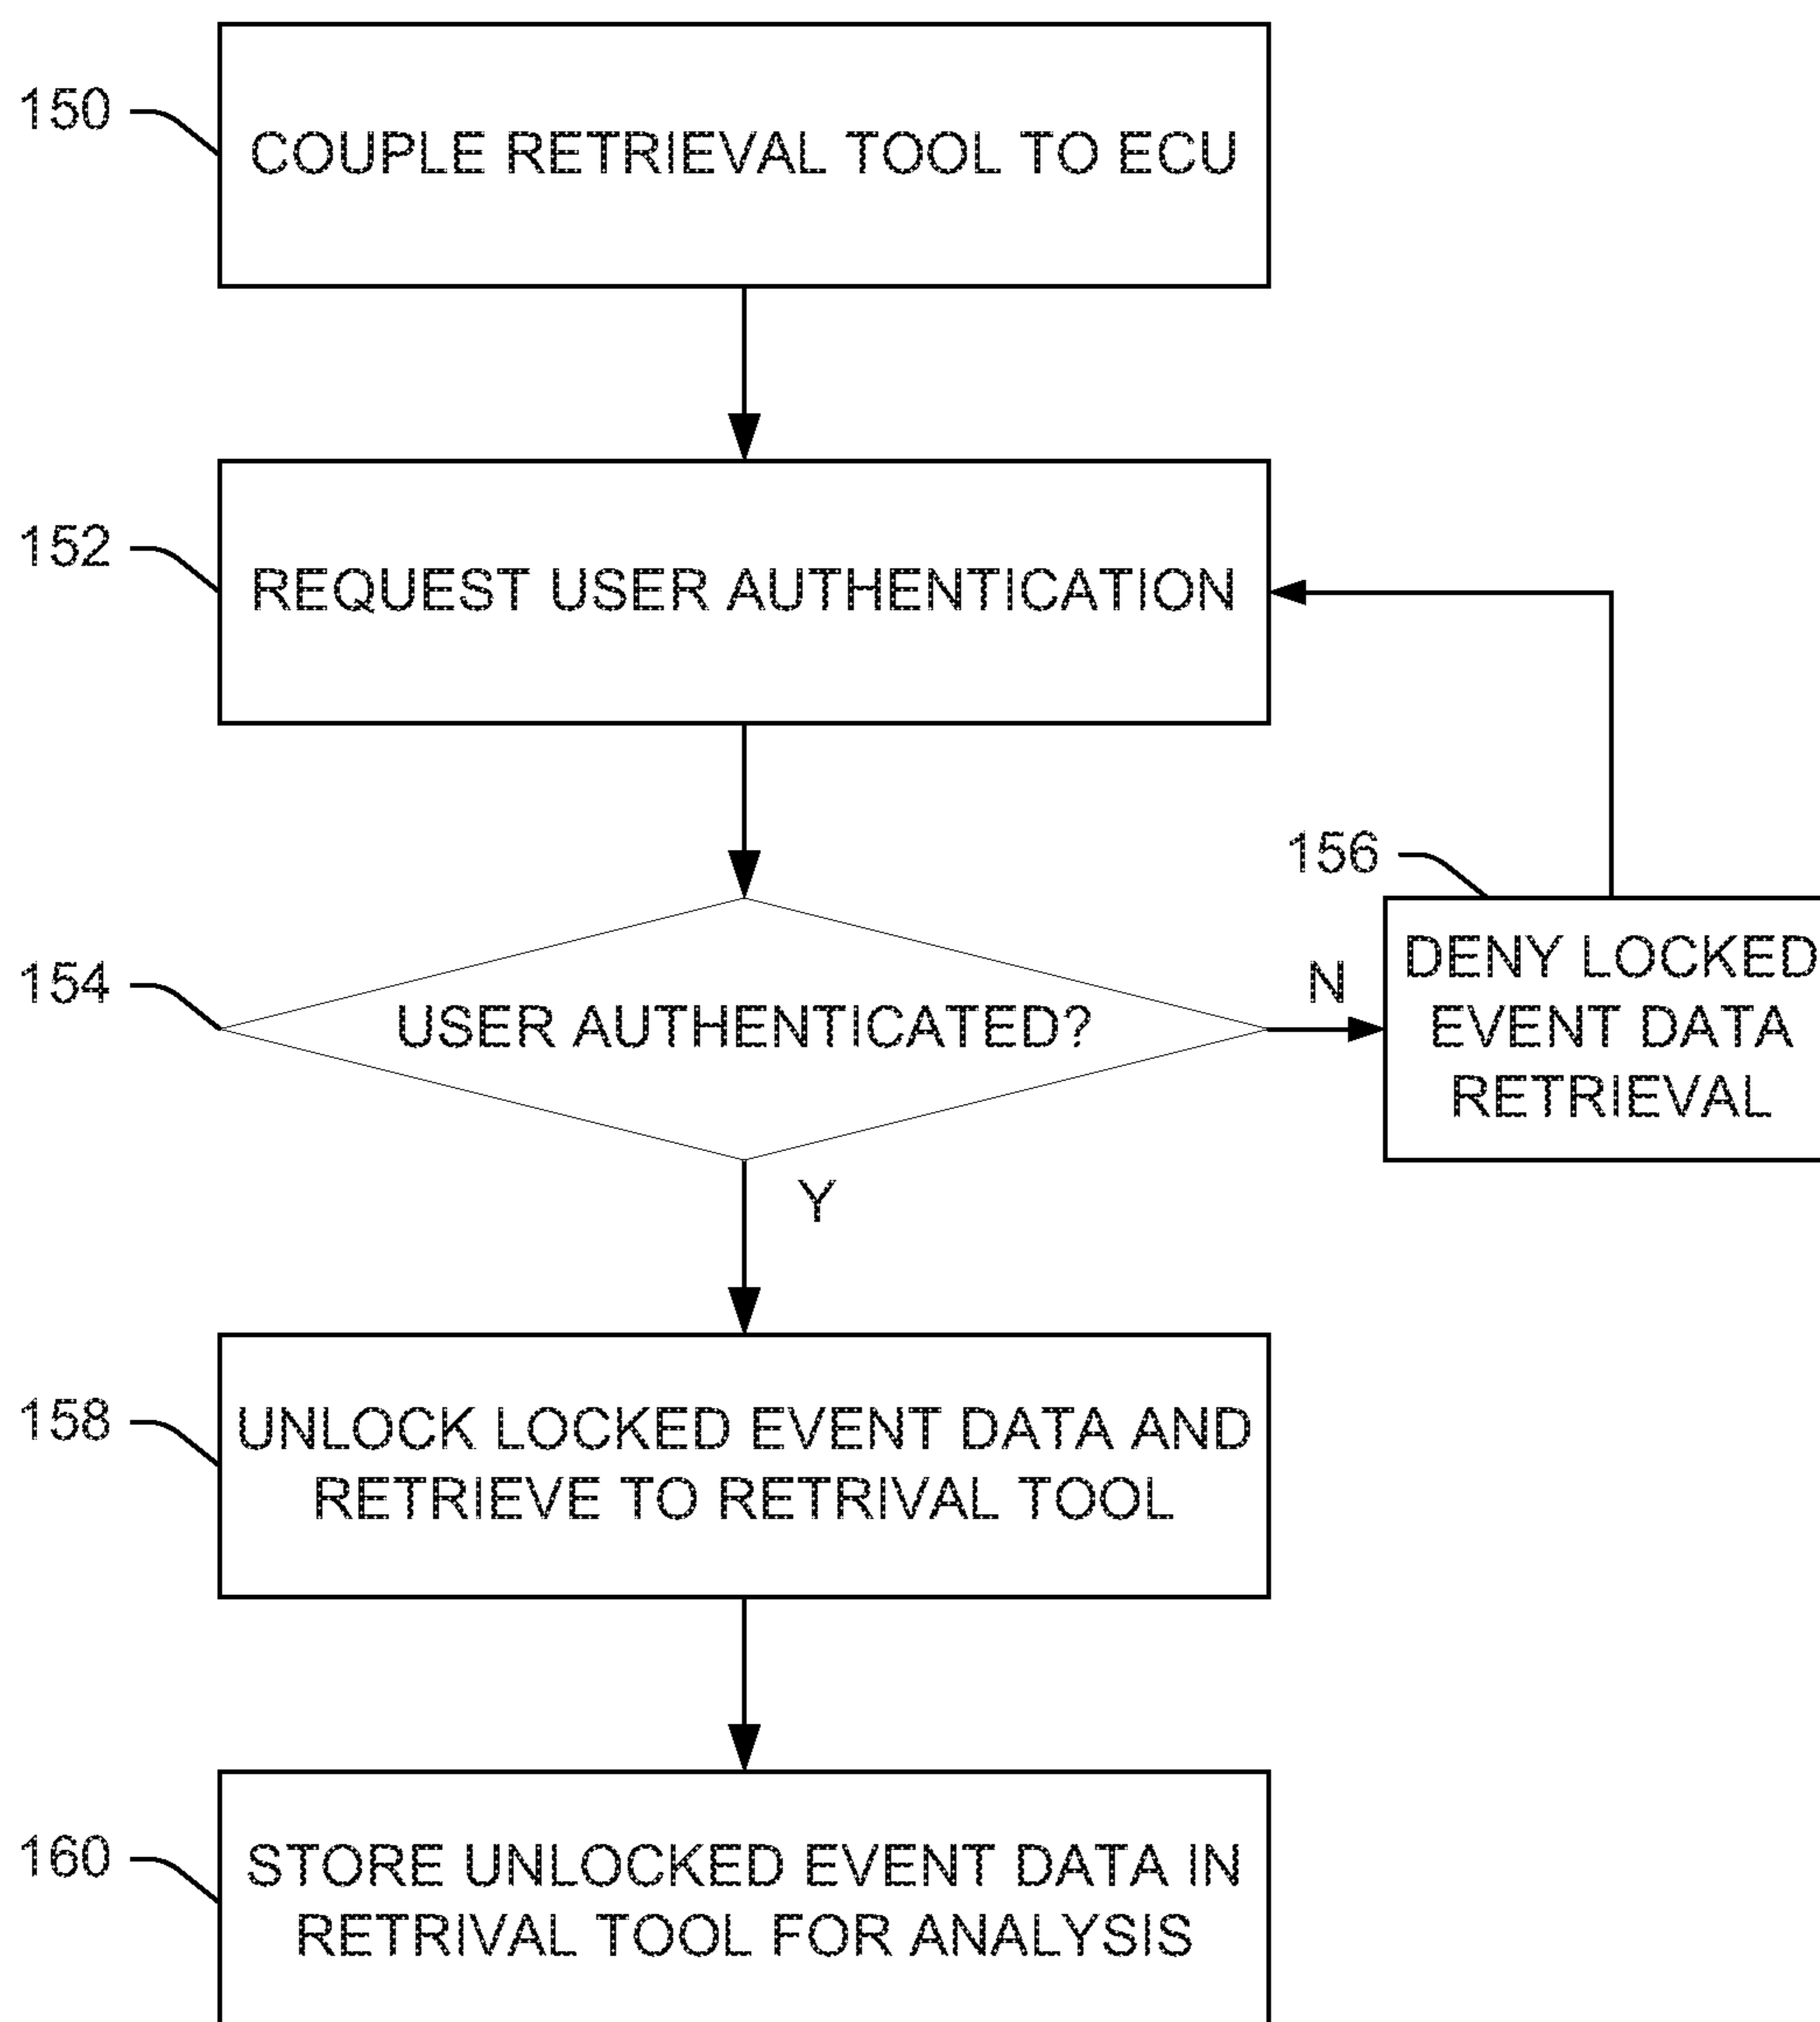 150
COUPLE RETRIEVAL TOOL TO ECU
152
REQUEST USER AUTHENTICATION
154
USER AUTHENTICATED?
N
156
DENY LOCKED
EVENT DATA
RETRIEVAL
Y
158
UNLOCK LOCKED EVENT DATA AND
RETRIEVE TO RETRIVAL TOOL
160
STORE UNLOCKED EVENT DATA IN
RETRIVAL TOOL FOR ANALYSIS